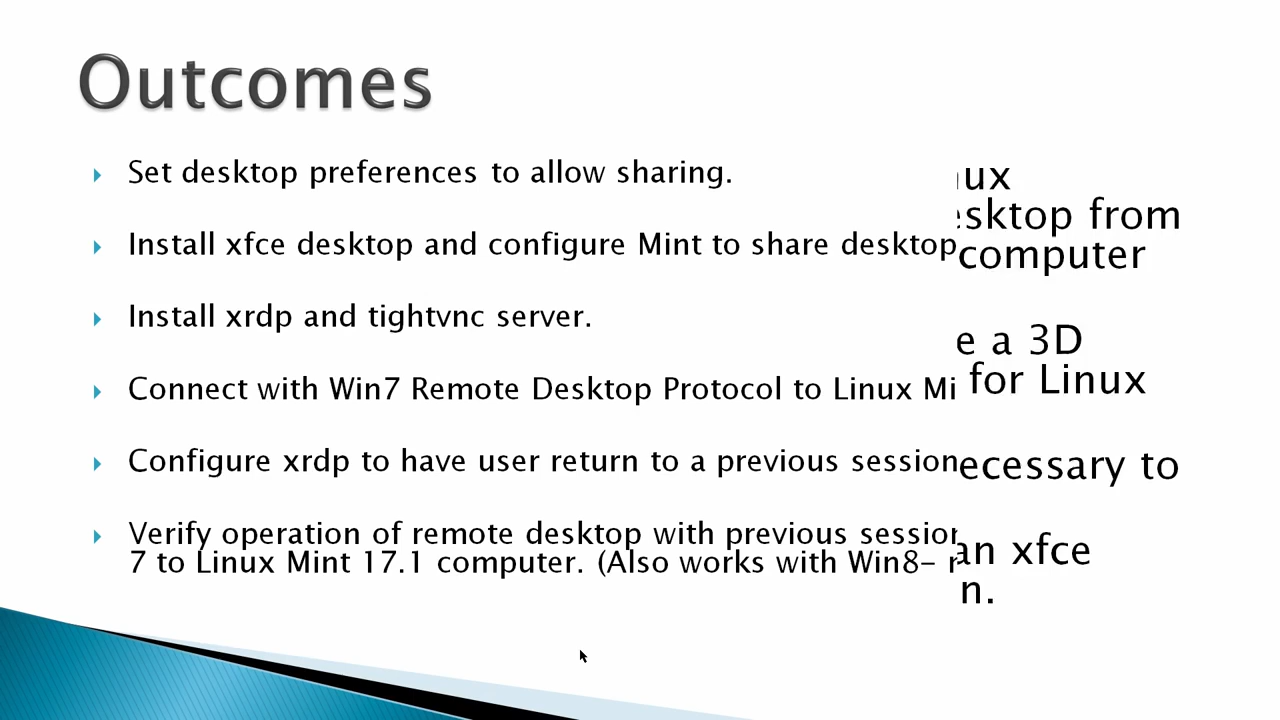 Outcomes
Set desktop preferences to allow sharing.
Install xfce desktop and configure Mint to share desktop
Install xrdp and tightvnc server.
Connect with Win7 Remote Desktop Protocol to Linux Mi
Configure xrdp to have user return to a previous session
Verify operation of remote desktop with previous session
7 to Linux Mint 17.1 computer. (Also works with Win8- r
ux
esktop from
computer
e a 3D
for Linux
ecessary to
an xfce
n.